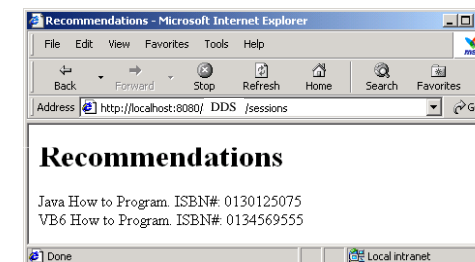 Recommendations - Microsoft Internet Explorer
File Edit View Favorites Tools Help
Back Forward Stop Refresh Home Search Favorites
Address http://localhost:8080/ DDS /sessions
Recommendations
Java How to Program. ISBN#: 0130125075
VB6 How to Program. ISBN#: 0134569555
Done Local intranet